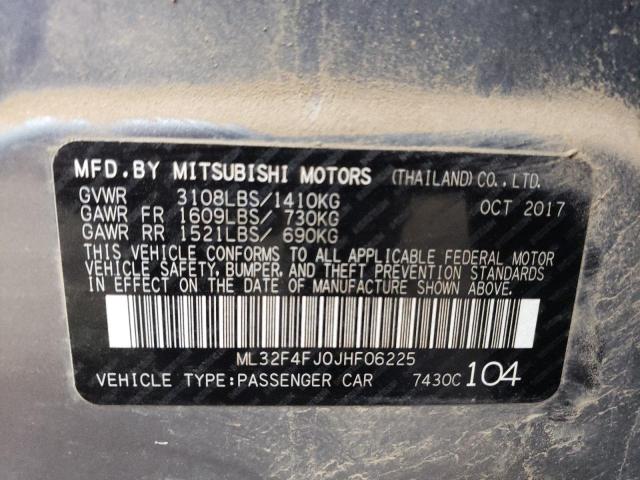 MFD.BY MITSUBISHI MOTORS (THAILAND) CO., LTD.
GVWR 3108LBS/1410KG OCT 2017
GAWR FR 1609LBS/ 730KG
GAWR RR 1521LBS/ 690KG
THIS VEHICLE CONFORMS TO ALL APPLICABLE FEDERAL MOTOR
VEHICLE SAFETY, BUMPER, AND THEFT PREVENTION STANDARDS
IN EFFECT ON THE DATE OF MANUFACTURE SHOWN ABOVE.
ML32F4FJ0JHF06225
VEHICLE TYPE:PASSENGER CAR 7430C 104